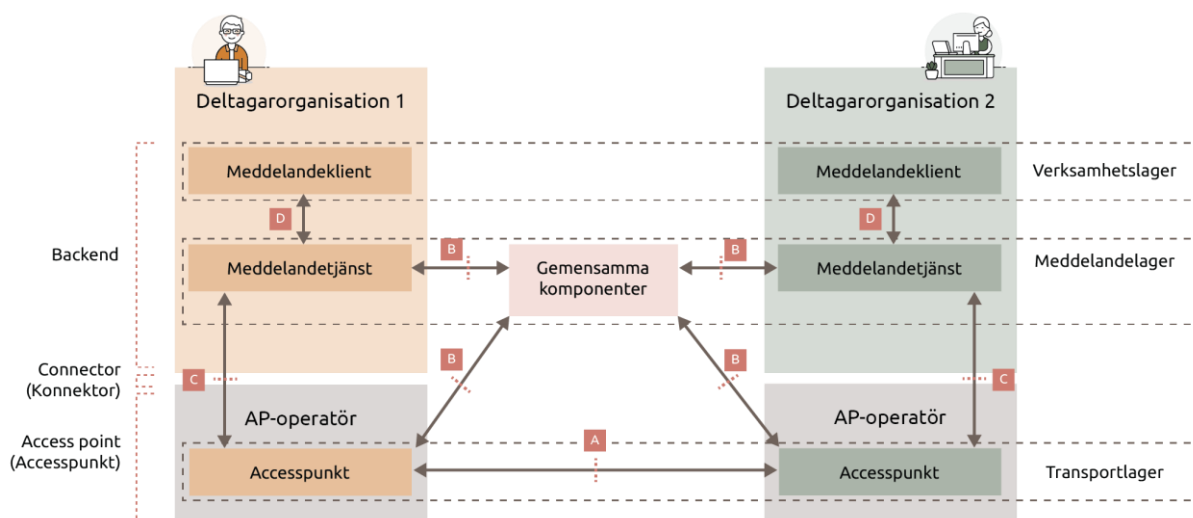 Deltagarorganisation 1
Deltagarorganisation 2
Meddelandeklient
Meddelandeklient
Verksamhetslager
D
D
Backend
B
B
Meddelandetjänst
Gemensamma
komponenter
Meddelandetjänst
Meddelandelager
B
B
Connector
(Konnektor)
C
C
AP-operatör
AP-operatör
Access point
(Accesspunkt)
A
Accesspunkt
Accesspunkt
Transportlager